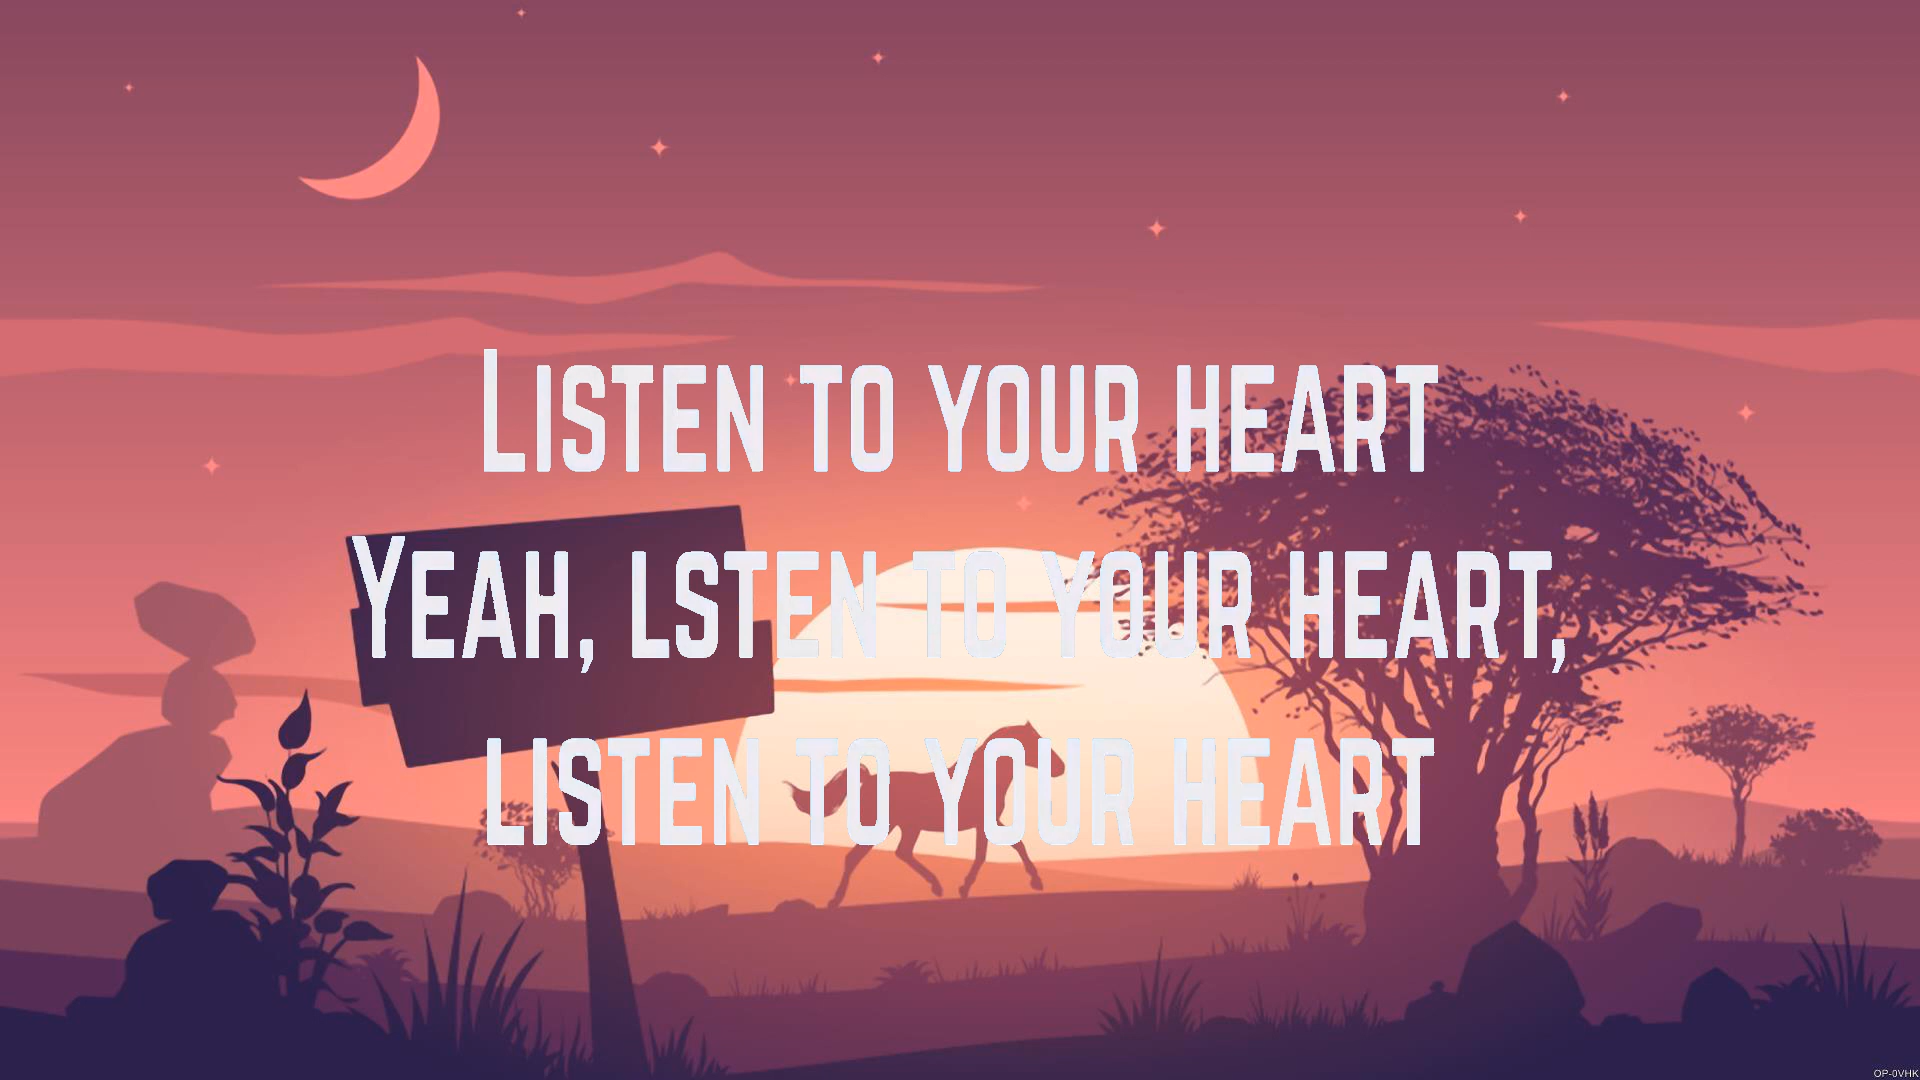 Listen to your heart
Yeah, lsten to your heart,
listen to your heart
OP-0VHK